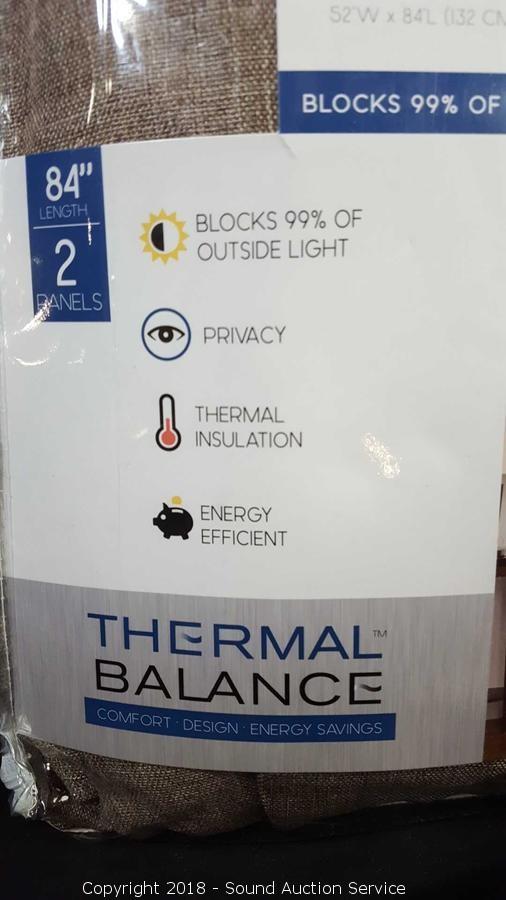 52"W x 84"L (132 CM
BLOCKS 99% OF
84"
LENGTH
2
PANELS
BLOCKS 99% OF
OUTSIDE LIGHT
PRIVACY
THERMAL
INSULATION
ENERGY
EFFICIENT
THERMAL™
BALANCE
COMFORT · DESIGN · ENERGY SAVINGS
Copyright 2018 - Sound Auction Service